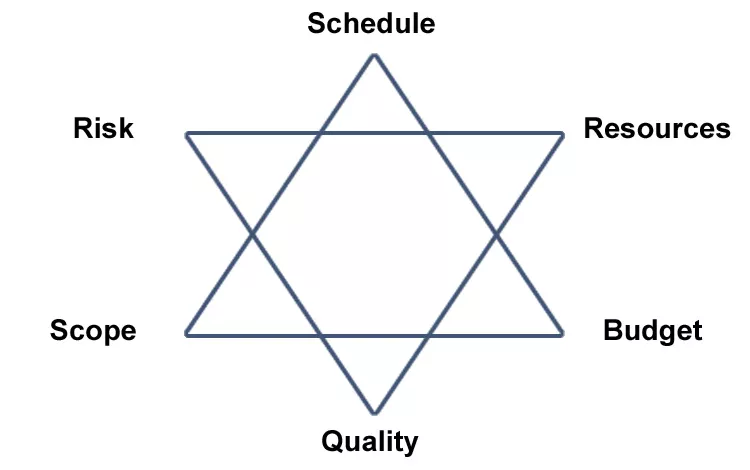 Schedule
Risk
Resources
Scope
Budget
Quality